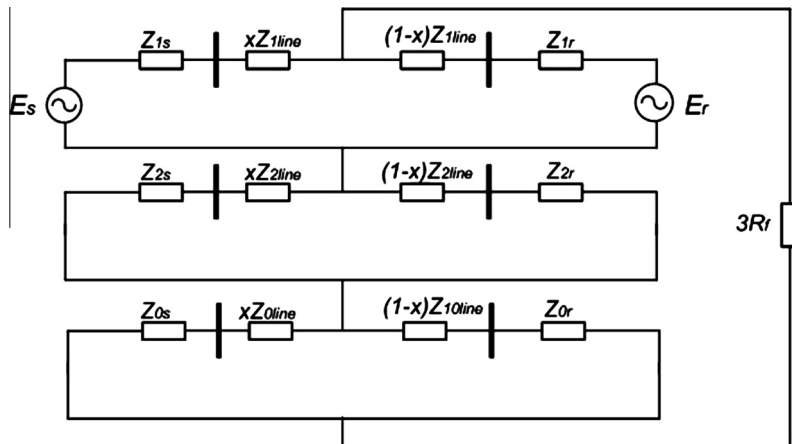 Z1s xZ1line (1-x)Z1line Z1r
Es Er
Z2s xZ2line (1-x)Z2line Z2r
3Rf
Z0s xZ0line (1-x)Z10line Z0r